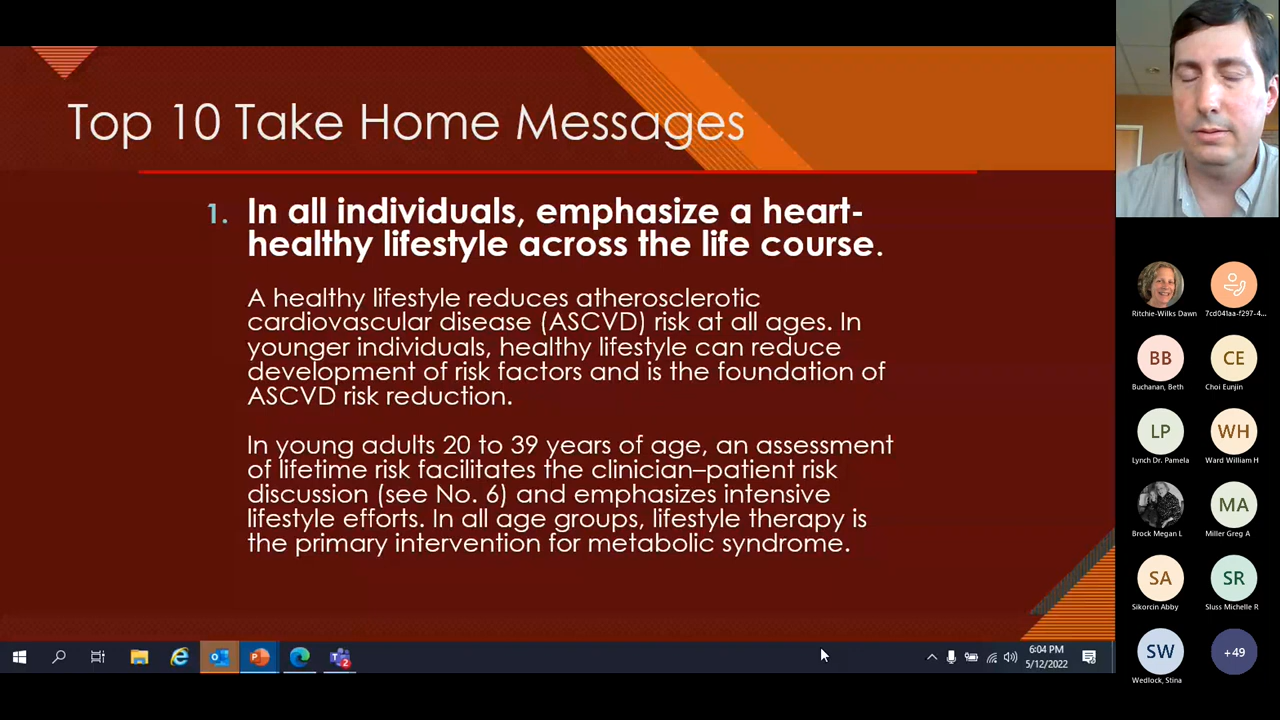 Top 10 Take Home Messages
1. In all individuals, emphasize a heart-
healthy lifestyle across the life course.
A healthy lifestyle reduces atherosclerotic
cardiovascular disease (ASCVD) risk at all ages. In
younger individuals, healthy lifestyle can reduce
development of risk factors and is the foundation of
ASCVD risk reduction.
In young adults 20 to 39 years of age, an assessment
of lifetime risk facilitates the clinician–patient risk
discussion (see No. 6) and emphasizes intensive
lifestyle efforts. In all age groups, lifestyle therapy is
the primary intervention for metabolic syndrome.
6:04 PM
5/12/2022
2
Ritchie-Wilks Dawn
7cd041aa-f297-4...
BB
Buchanan, Beth
CE
Choi Eunjin
LP
Lynch Dr. Pamela
WH
Ward William H
Brock Megan L
MA
Miller Greg A
SA
Sikorcin Abby
SR
Sluss Michelle R
SW
Wedlock, Stina
+49